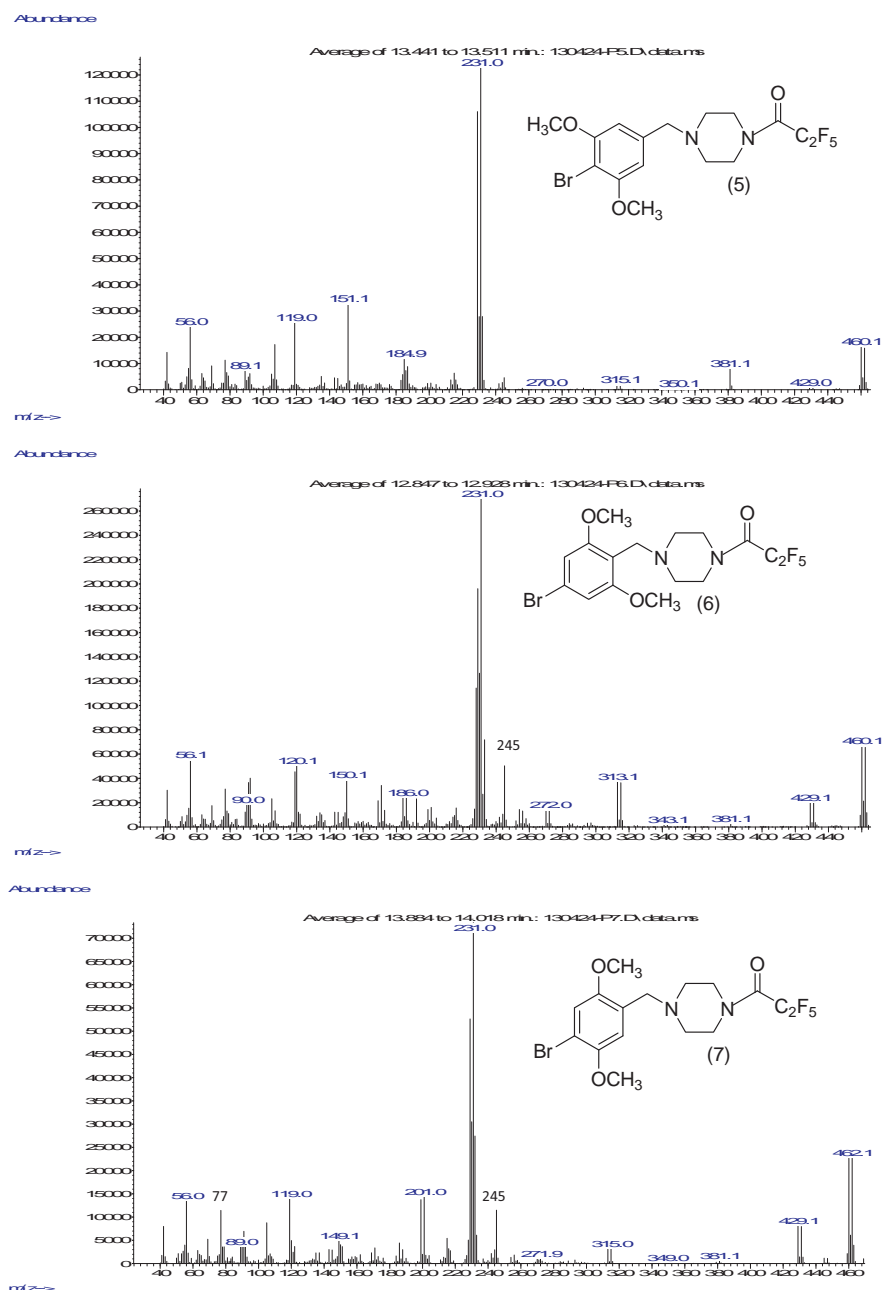 Abundance
Average of 13.441 to 13.511 min.: 130424-P5.D\data.ms
231.0
120000
110000
100000
90000
80000
70000
60000
50000
40000
30000
20000
10000
0
56.0
89.1
119.0
151.1
184.9
270.0
315.1
350.1
381.1
429.0
460.1
H3CO
Br
OCH3
N
N
O
C2F5
(5)
40 60 80 100 120 140 160 180 200 220 240 260 280 300 320 340 360 380 400 420 440
m/z-->
Abundance
Average of 12.847 to 12.928 min.: 130424-P6.D\data.ms
231.0
260000
240000
220000
200000
180000
160000
140000
120000
100000
80000
60000
40000
20000
0
56.1
90.0
120.1
150.1
186.0
245
272.0
313.1
343.1
381.1
429.1
460.1
OCH3
Br
OCH3
N
N
O
C2F5
(6)
40 60 80 100 120 140 160 180 200 220 240 260 280 300 320 340 360 380 400 420 440 460
m/z-->
Abundance
Average of 13.884 to 14.018 min.: 130424-P7.D\data.ms
231.0
70000
65000
60000
55000
50000
45000
40000
35000
30000
25000
20000
15000
10000
5000
0
56.0
77
89.0
119.0
149.1
201.0
245
271.9
315.0
349.0
381.1
429.1
462.1
OCH3
Br
OCH3
N
N
O
C2F5
(7)
40 60 80 100 120 140 160 180 200 220 240 260 280 300 320 340 360 380 400 420 440 460
m/z-->